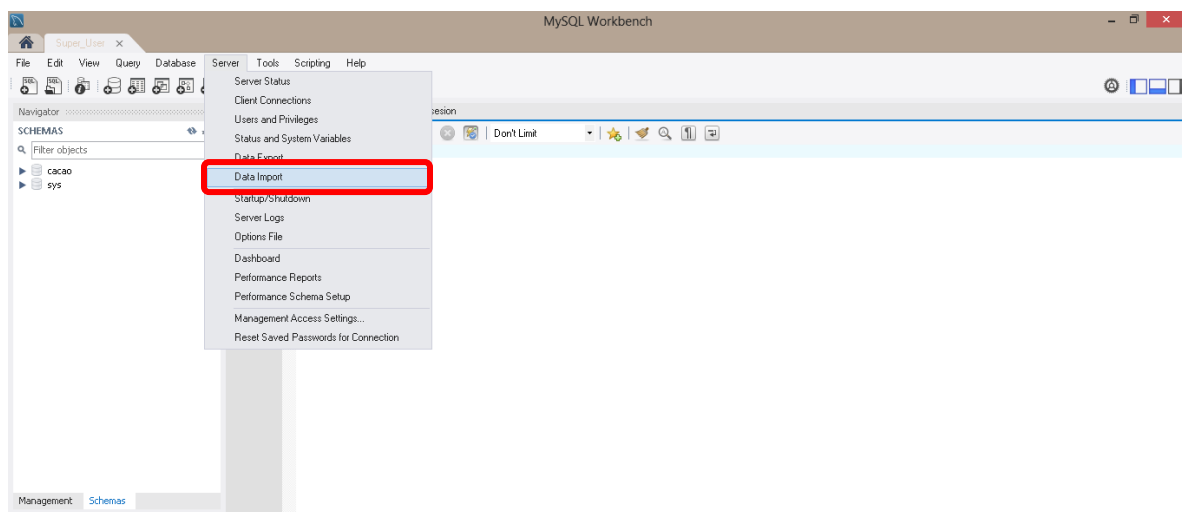 MySQL Workbench
Super_User
File Edit View Query Database Server Tools Scripting Help
Navigator
SCHEMAS
Filter objects
cacao
sys
Management Schemas
Server Status
Client Connections
Users and Privileges
Status and System Variables
Data Export
Data Import
Startup/Shutdown
Server Logs
Options File
Dashboard
Performance Reports
Performance Schema Setup
Management Access Settings...
Reset Saved Passwords for Connection
sesion
Don't Limit